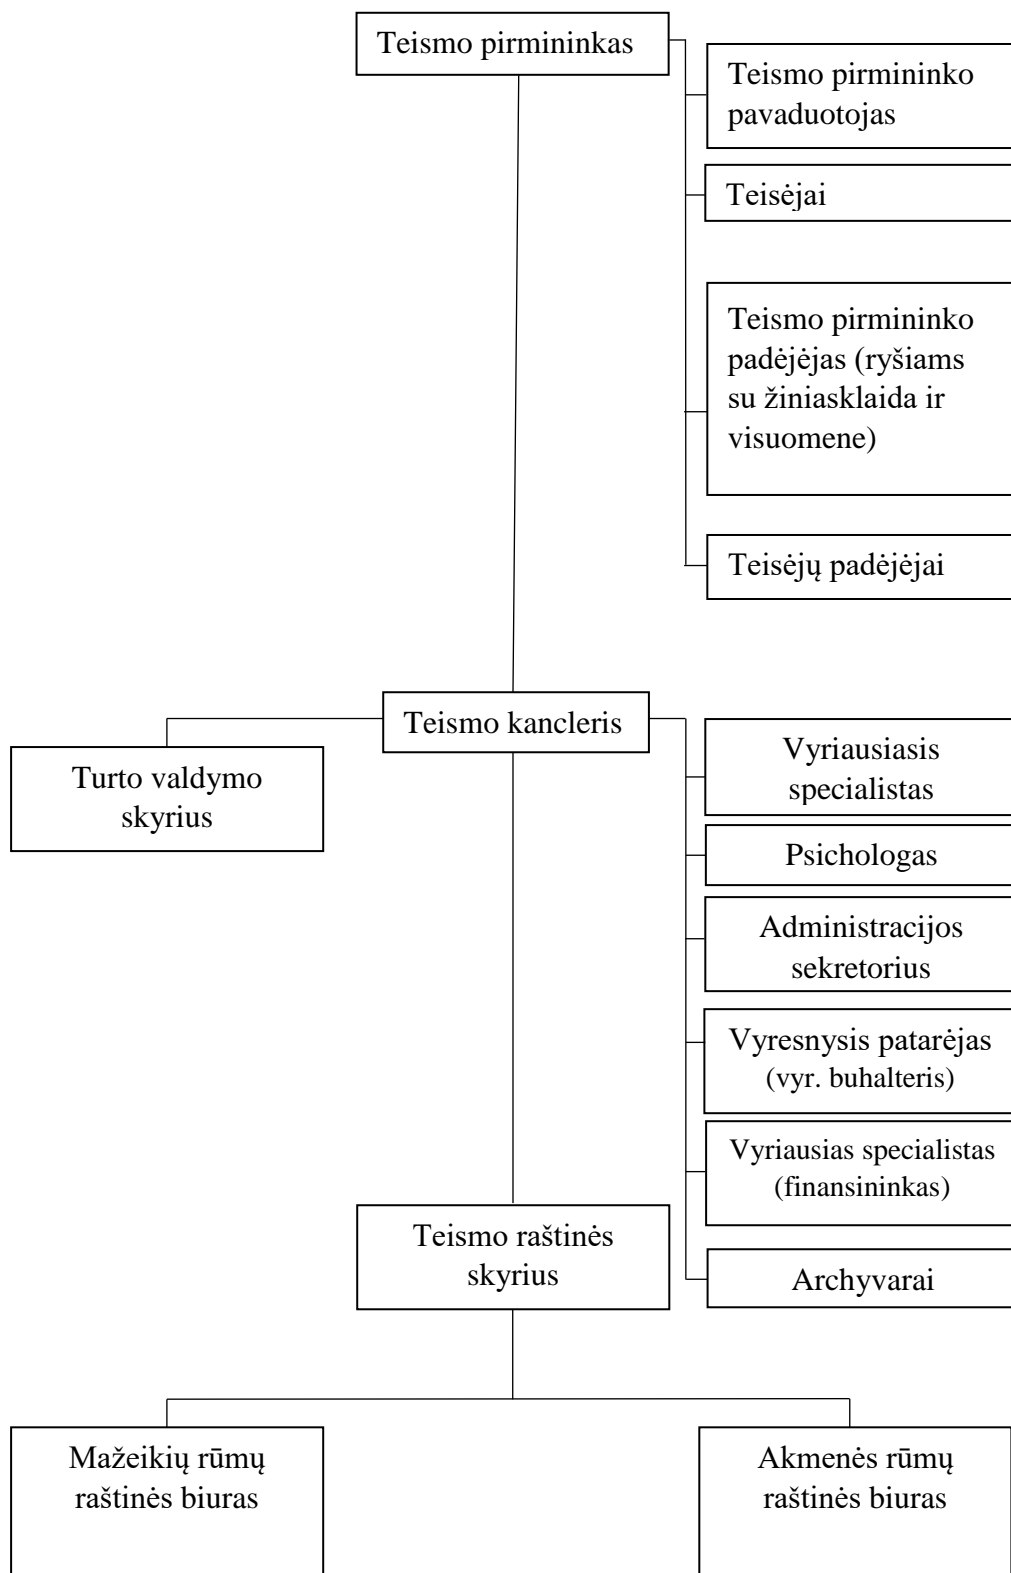 Teismo pirmininkas
Teismo pirmininko
pavaduotojas
Teisėjai
Teismo pirmininko
padėjėjas (ryšiams
su žiniasklaida ir
visuomene)
Teisėjų padėjėjai
Teismo kancleris
Turto valdymo
skyrius
Vyriausiasis
specialistas
Psichologas
Administracijos
sekretorius
Vyresnysis patarėjas
(vyr. buhalteris)
Vyriausias specialistas
(finansininkas)
Teismo raštinės
skyrius
Archyvarai
Mažeikių rūmų
raštinės biuras
Akmenės rūmų
raštinės biuras